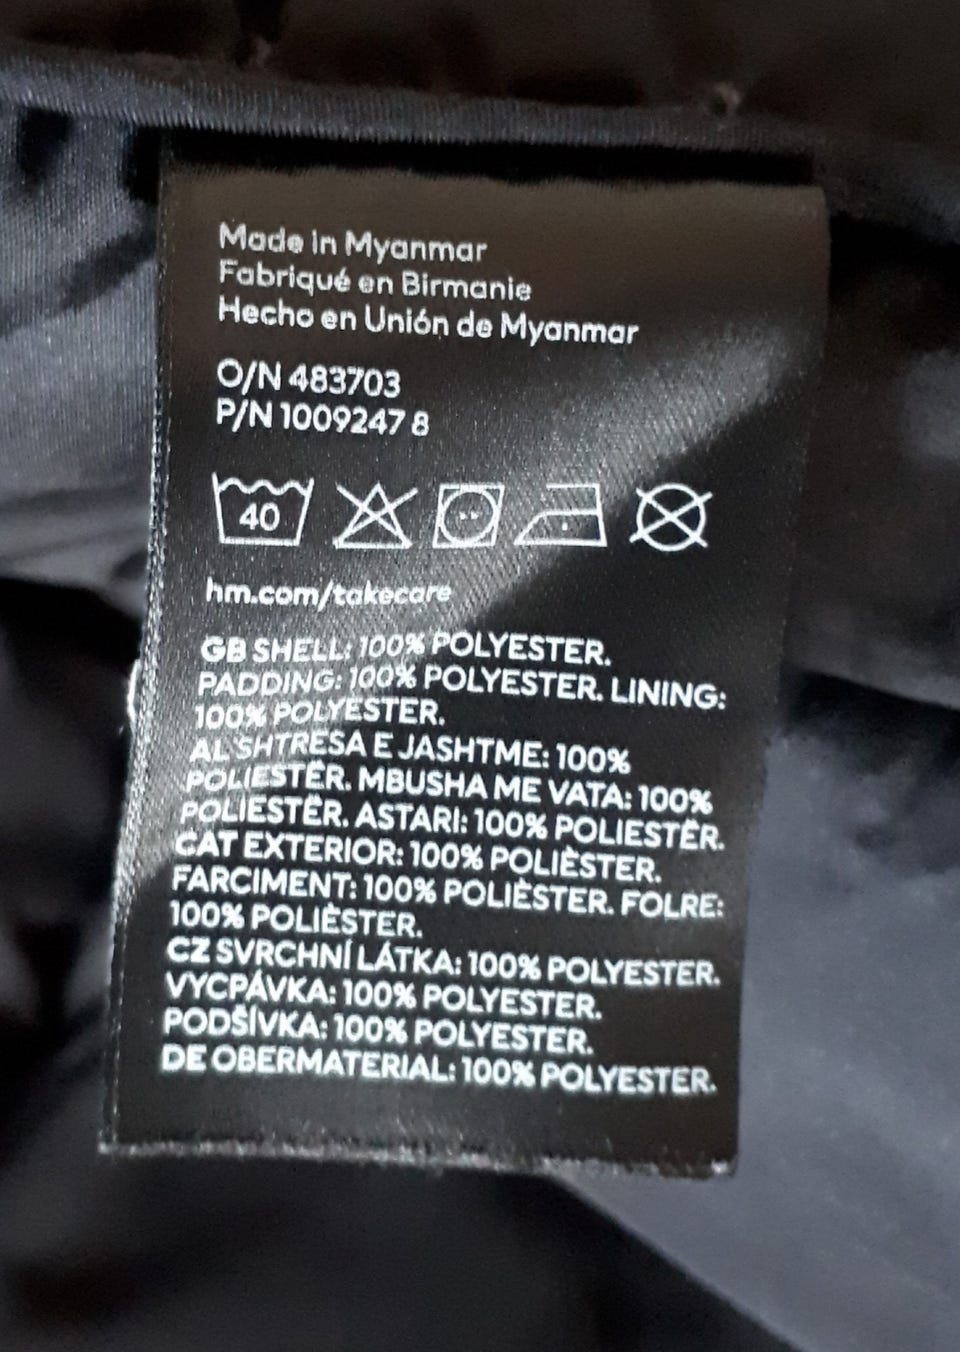 Made in Myanmar
Fabriqué en Birmanie
Hecho en Unión de Myanmar
O/N 483703
P/N 1009247 8
40
hm.com/takecare
GB SHELL: 100% POLYESTER.
PADDING: 100% POLYESTER. LINING:
100% POLYESTER.
AL SHTRESA E JASHTME: 100%
POLIESTËR. MBUSHA ME VATA: 100%
POLIESTËR. ASTARI: 100% POLIESTËR.
CAT EXTERIOR: 100% POLIÈSTER.
FARCIMENT: 100% POLIÈSTER. FOLRE:
100% POLIÈSTER.
CZ SVRCHNÍ LÁTKA: 100% POLYESTER.
VYCPÁVKA: 100% POLYESTER.
PODŠÍVKA: 100% POLYESTER.
DE OBERMATERIAL: 100% POLYESTER.